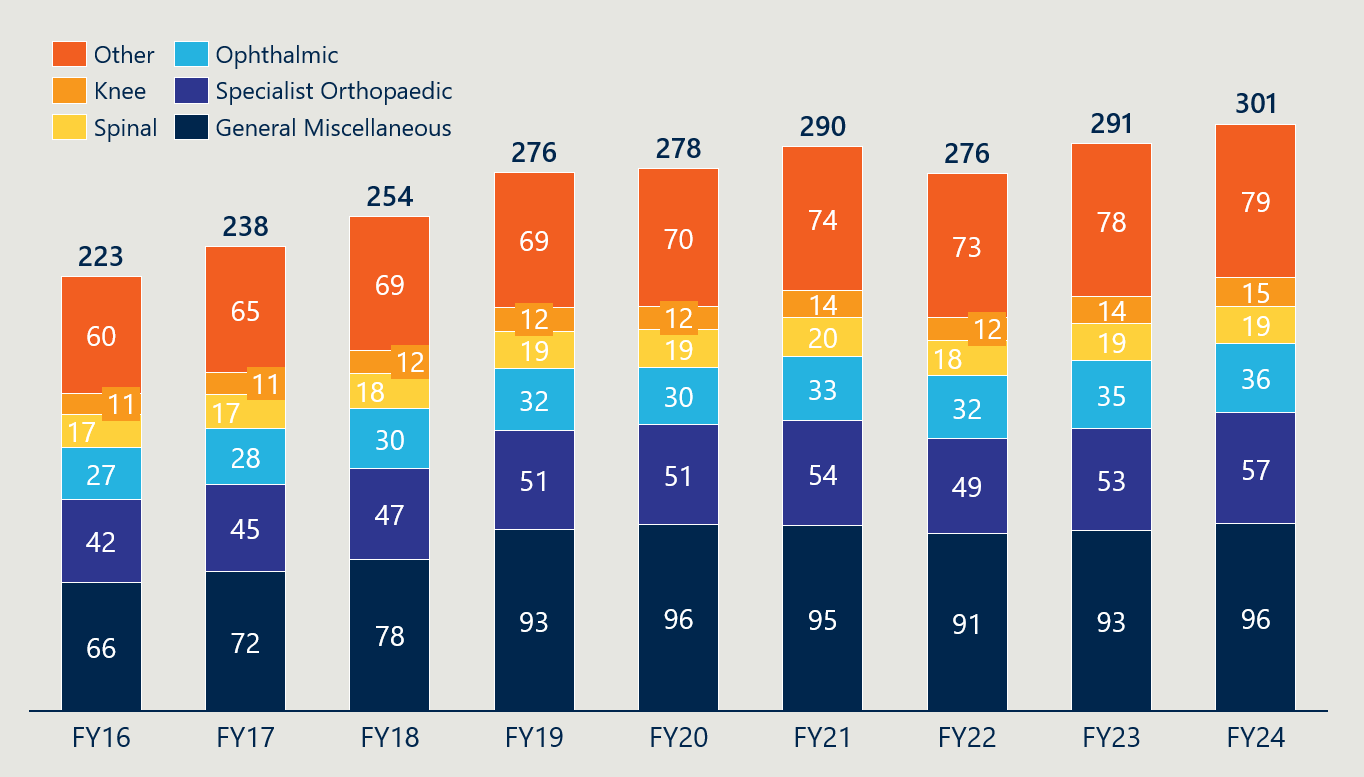 Other Ophthalmic
Knee Specialist Orthopaedic
Spinal General Miscellaneous
223 238 254 276 278 290 276 291 301
60 65 69 69 70 74 73 78 79
11 11 12 12 12 14 12 14 15
17 17 18 19 19 20 18 19 19
27 28 30 32 30 33 32 35 36
42 45 47 51 51 54 49 53 57
66 72 78 93 96 95 91 93 96
FY16 FY17 FY18 FY19 FY20 FY21 FY22 FY23 FY24